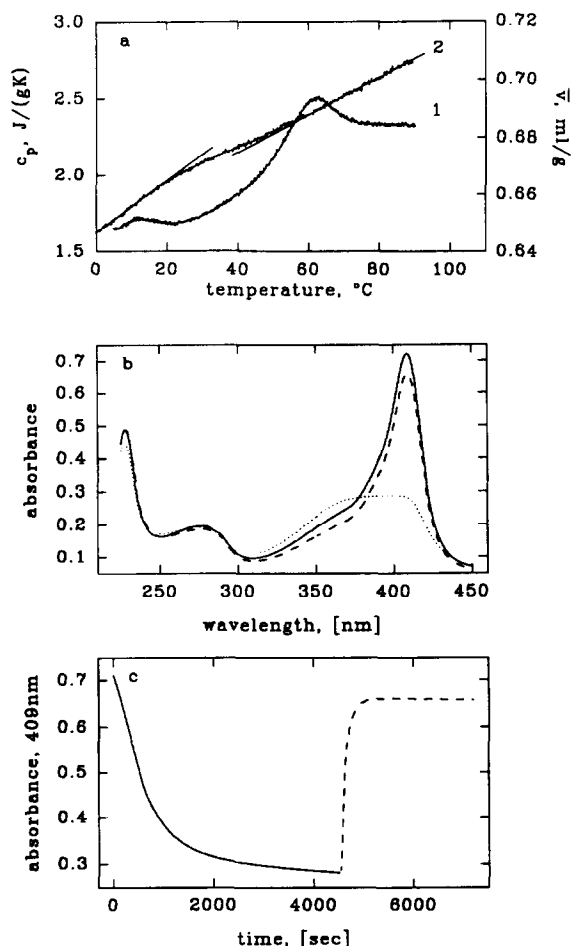 a
3.0
2.5
2.0
1.5
c_p, J/(gK)
2
1
0.72
0.70
0.68
0.66
0.64
v̅, ml/g
0 20 40 60 80 100
temperature, °C
b
0.7
0.6
0.5
0.4
0.3
0.2
0.1
absorbance
250 300 350 400 450
wavelength, [nm]
c
0.7
0.6
0.5
0.4
0.3
absorbance, 409nm
0 2000 4000 6000
time, [sec]